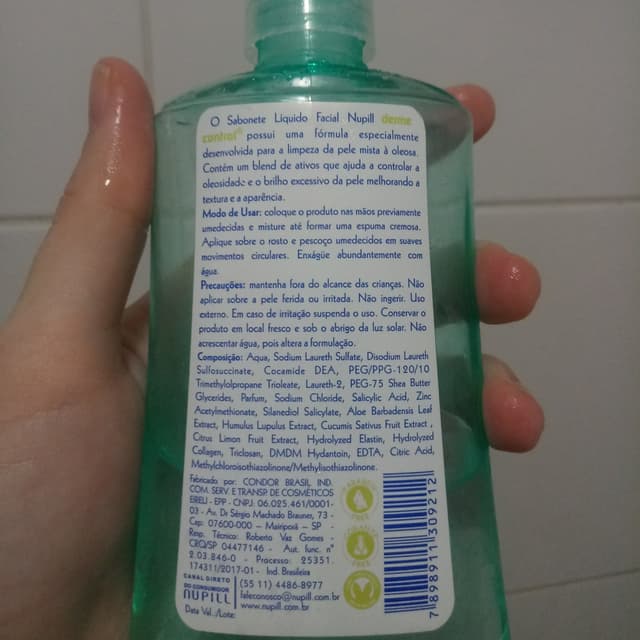 O Sabonete Líquido Facial Nupill derme
control® possui uma fórmula especialmente
desenvolvida para a limpeza da pele mista à oleosa.
Contém um blend de ativos que ajuda a controlar a
oleosidade e o brilho excessivo da pele melhorando a
textura e a aparência.
Modo de Usar: coloque o produto nas mãos previamente
umedecidas e misture até formar uma espuma cremosa.
Aplique sobre o rosto e pescoço umedecidos em suaves
movimentos circulares. Enxágüe abundantemente com
água.
Precauções: mantenha fora do alcance das crianças. Não
aplicar sobre a pele ferida ou irritada. Não ingerir. Uso
externo. Em caso de irritação suspenda o uso. Conservar o
produto em local fresco e sob o abrigo da luz solar. Não
acrescentar água, pois altera a formulação.
Composição: Aqua, Sodium Laureth Sulfate, Disodium Laureth
Sulfosuccinate, Cocamide DEA, PEG/PPG-120/10
Trimethylolpropane Trioleate, Laureth-2, PEG-75 Shea Butter
Glycerides, Parfum, Sodium Chloride, Salicylic Acid, Zinc
Acetylmethionate, Silanediol Salicylate, Aloe Barbadensis Leaf
Extract, Humulus Lupulus Extract, Cucumis Sativus Fruit Extract,
Citrus Limon Fruit Extract, Hydrolyzed Elastin, Hydrolyzed
Collagen, Triclosan, DMDM Hydantoin, EDTA, Citric Acid,
Methylchloroisothiazolinone/Methylisothiazolinone.
Fabricado por: CONDOR BRASIL IND.
COM. SERV. E TRANSP. DE COSMÉTICOS
EIRELI - EPP - CNPJ: 06.025.461/0001-
03 - Av. Dr Sérgio Machado Brauner, 73 -
Cep: 07600-000 – Mairiporã – SP -
Resp. Técnico: Roberto Vaz Gomes -
CRQ/SP 04477146 - Aut. func. n°
2.03.846-0 - Processo: 25351.
174311/2017-01 - Ind. Brasileira
CANAL DIRETO
DO CONSUMIDOR
NUPILL
(55 11) 4486-8977
faleconosco@nupill.com.br
www.nupill.com.br
Data Val./Lote:
FREE
FREE
7 898911 309212